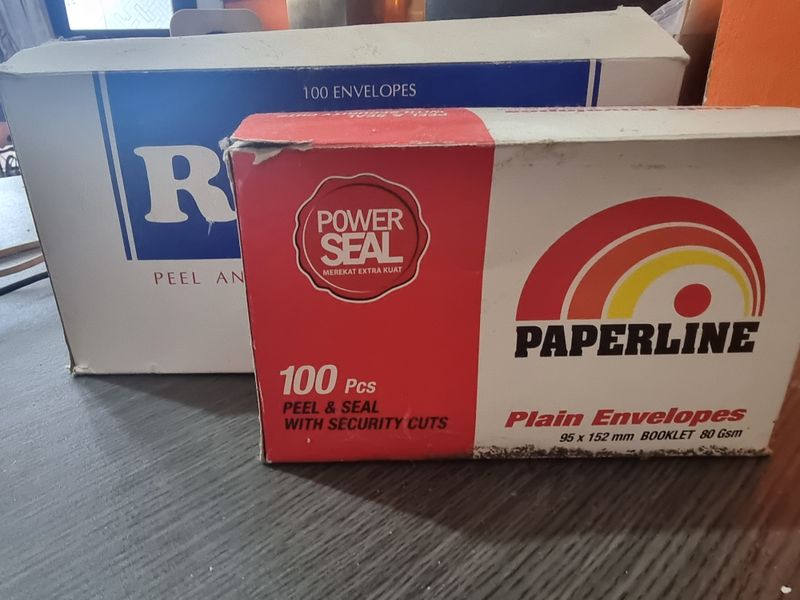 100 ENVELOPES
R
PEEL AN
POWER
SEAL
MEREKAT EXTRA KUAT
100 Pcs
PEEL & SEAL
WITH SECURITY CUTS
PAPERLINE
Plain Envelopes
95 x 152 mm BOOKLET 80 Gsm